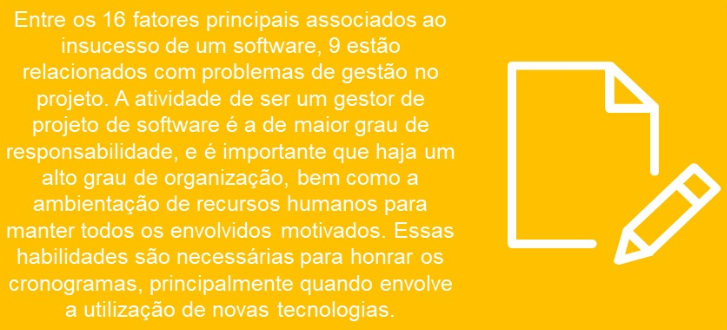 Entre os 16 fatores principais associados ao
insucesso de um software, 9 estão
relacionados com problemas de gestão no
projeto. A atividade de ser um gestor de
projeto de software é a de maior grau de
responsabilidade, e é importante que haja um
alto grau de organização, bem como a
ambientação de recursos humanos para
manter todos os envolvidos motivados. Essas
habilidades são necessárias para honrar os
cronogramas, principalmente quando envolve
a utilização de novas tecnologias.